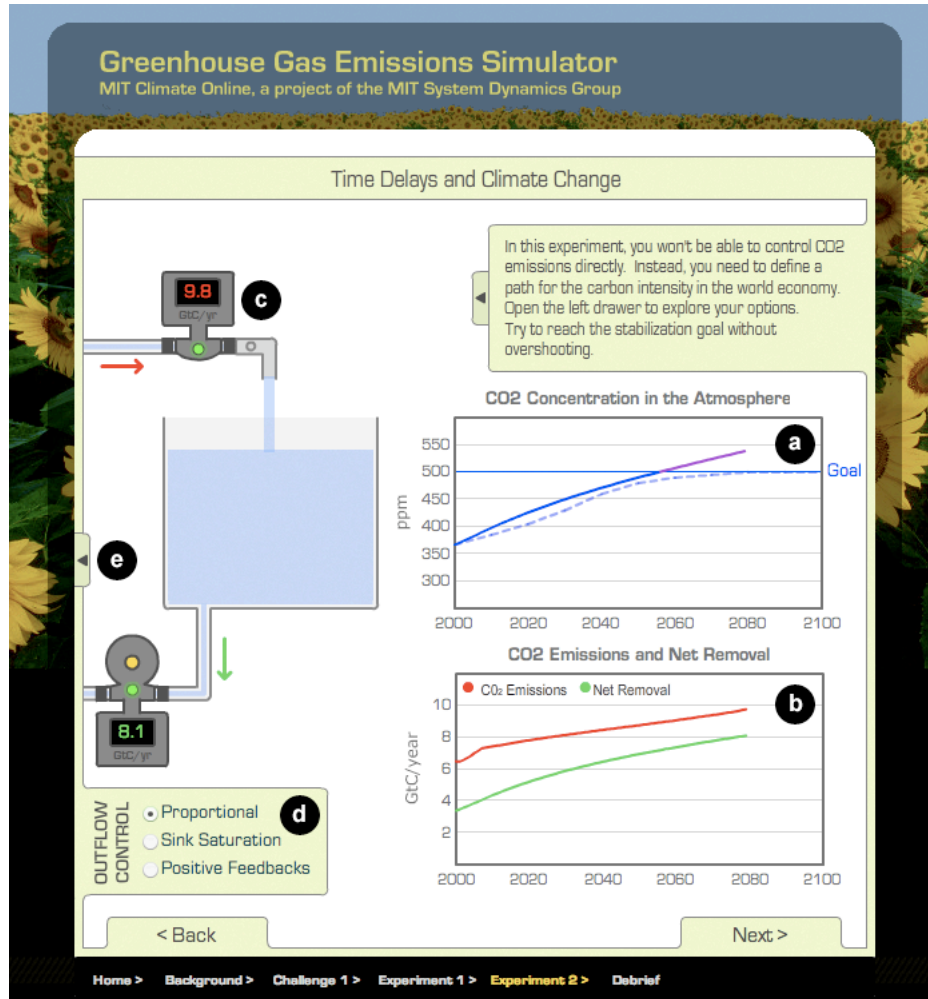 Greenhouse Gas Emissions Simulator
MIT Climate Online, a project of the MIT System Dynamics Group
Time Delays and Climate Change
In this experiment, you won't be able to control CO2
emissions directly. Instead, you need to define a
path for the carbon intensity in the world economy.
Open the left drawer to explore your options.
Try to reach the stabilization goal without
overshooting.
9.8
GtC/yr
c
CO2 Concentration in the Atmosphere
a
550
500
450
400
350
300
ppm
Goal
2000 2020 2040 2060 2080 2100
e
CO2 Emissions and Net Removal
CO2 Emissions Net Removal
b
10
8
6
4
2
GtC/year
2000 2020 2040 2060 2080 2100
8.1
GtC/yr
OUTFLOW
CONTROL
Proportional
Sink Saturation
Positive Feedbacks
d
< Back
Next >
Home > Background > Challenge 1 > Experiment 1 > Experiment 2 > Debrief